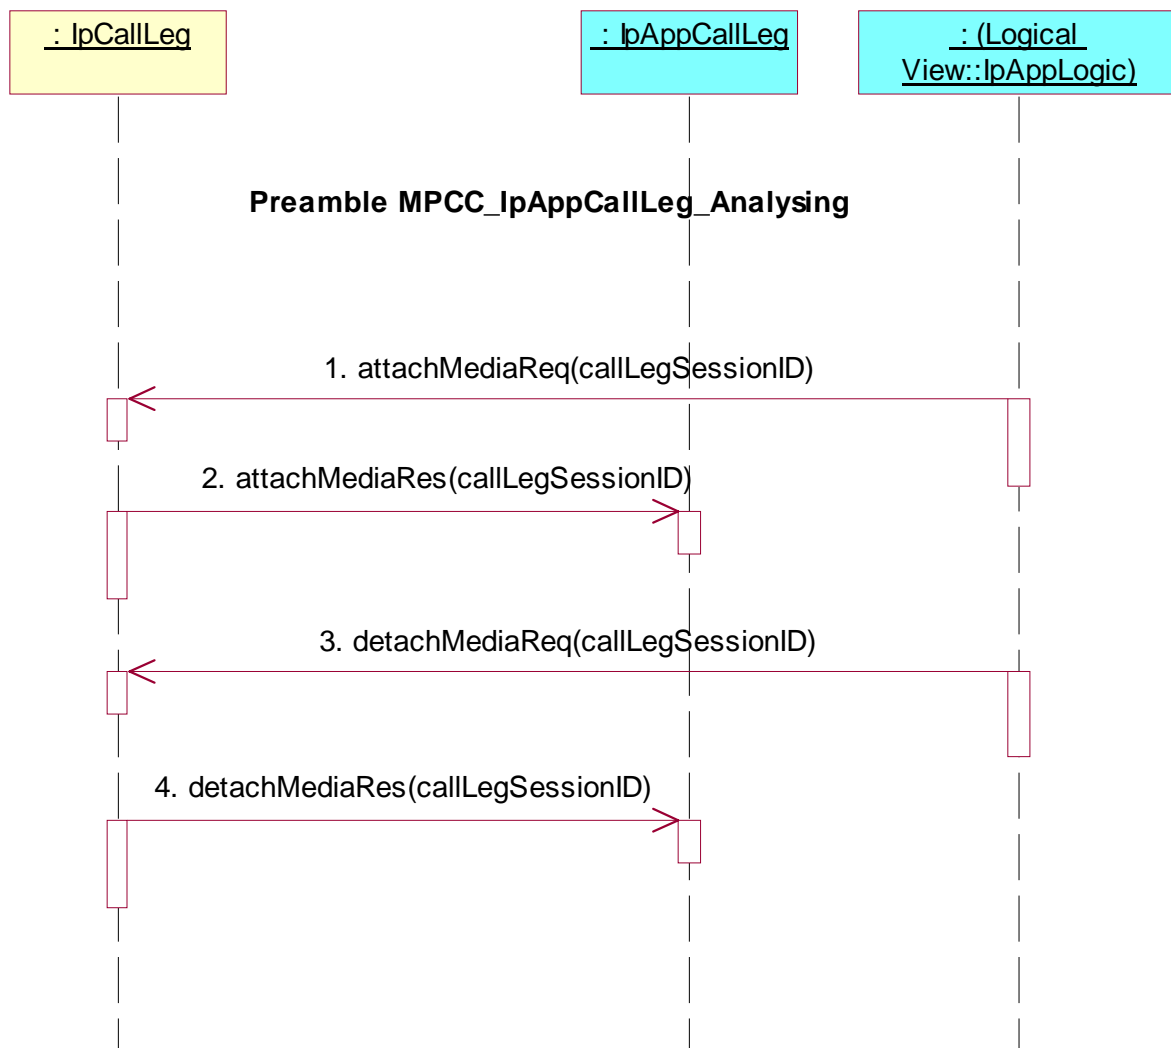 : IpCallLeg
: IpAppCallLeg
: (Logical
View::IpAppLogic)
Preamble MPCC_IpAppCallLeg_Analysing
1. attachMediaReq(callLegSessionID)
2. attachMediaRes(callLegSessionID)
3. detachMediaReq(callLegSessionID)
4. detachMediaRes(callLegSessionID)